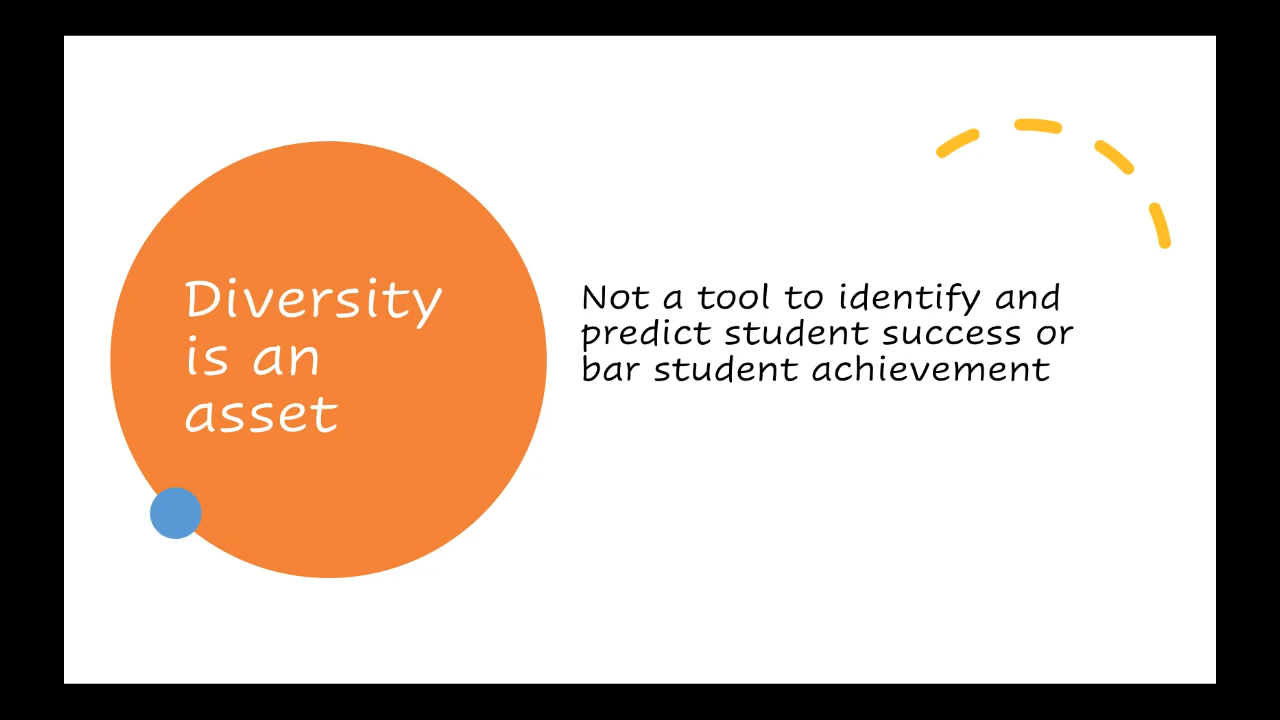 Diversity
is an
asset
Not a tool to identify and
predict student success or
bar student achievement